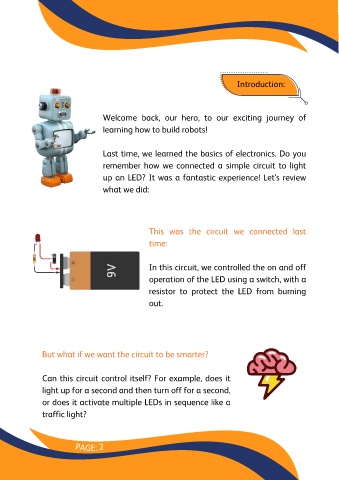 Introduction:
Welcome back, our hero, to our exciting journey of
learning how to build robots!
Last time, we learned the basics of electronics. Do you
remember how we connected a simple circuit to light
up an LED? It was a fantastic experience! Let's review
what we did:
This was the circuit we connected last
time:
9V
In this circuit, we controlled the on and off
operation of the LED using a switch, with a
resistor to protect the LED from burning
out.
But what if we want the circuit to be smarter?
Can this circuit control itself? For example, does it
light up for a second and then turn off for a second,
or does it activate multiple LEDs in sequence like a
traffic light?
PAGE: 2